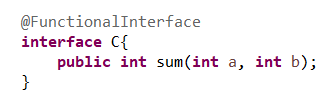 @FunctionalInterface
interface C{
    public int sum(int a, int b);
}